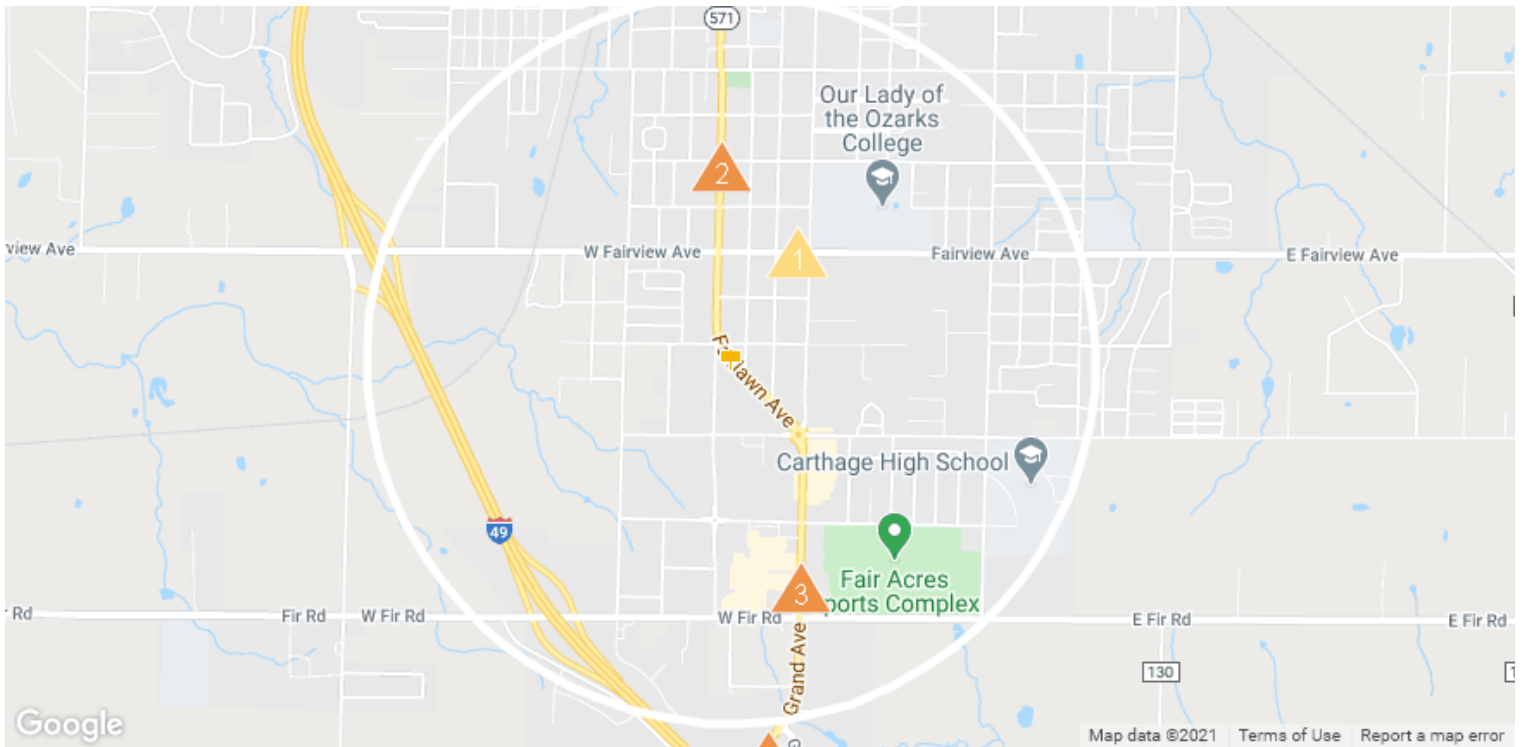 571
Our Lady of
the Ozarks
College
2
view Ave
W Fairview Ave
1
Fairview Ave
E Fairview Ave
lawn Ave
Carthage High School
49
Fair Acres
ports Complex
3
Rd
Fir Rd
W Fir Rd
W Fir Rd
E Fir Rd
E Fir Rd
Grand Ave
130
Google
Map data ©2021
Terms of Use
Report a map error